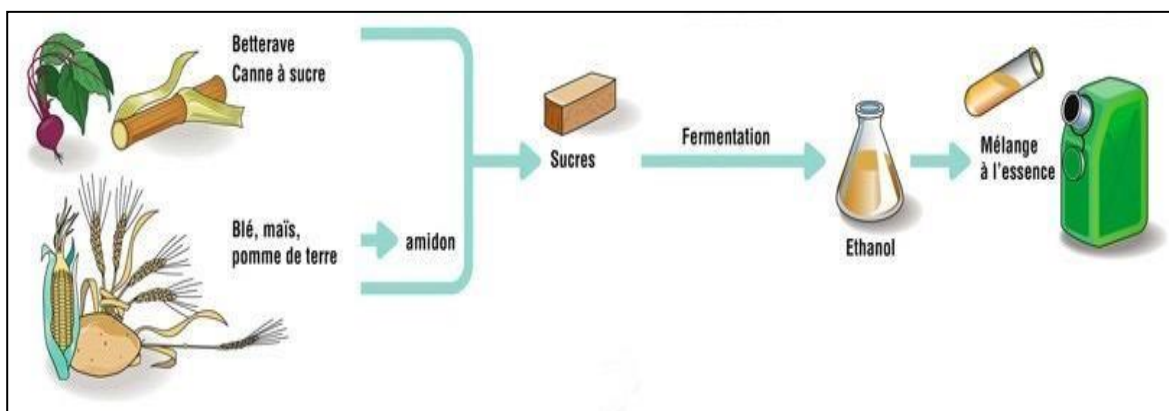 Betterave
Canne à sucre
Blé, maïs,
pomme de terre
amidon
Sucres
Fermentation
Ethanol
Mélange
à l'essence